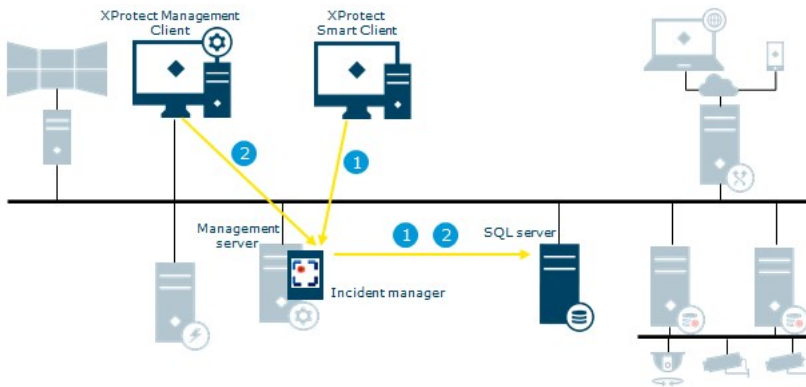 XProtect Management
Client
XProtect
Smart Client
2
1
Management
server
1 2
SQL server
Incident manager